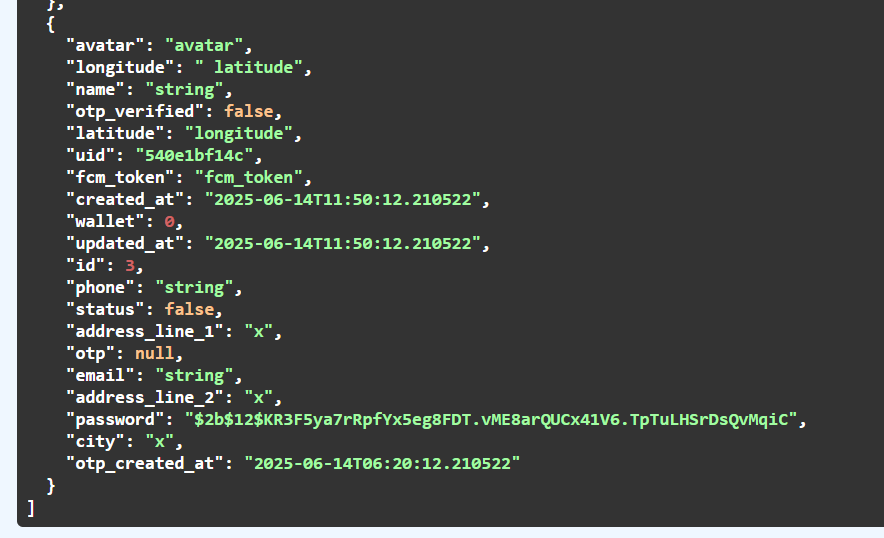 },
{
"avatar": "avatar",
"longitude": " latitude",
"name": "string",
"otp_verified": false,
"latitude": "longitude",
"uid": "540e1bf14c",
"fcm_token": "fcm_token",
"created_at": "2025-06-14T11:50:12.210522",
"wallet": 0,
"updated_at": "2025-06-14T11:50:12.210522",
"id": 3,
"phone": "string",
"status": false,
"address_line_1": "x",
"otp": null,
"email": "string",
"address_line_2": "x",
"password": "$2b$12$KR3F5ya7rRpfYx5eg8FDT.vME8arQUCx41V6.TpTuLHSrDsQvMqiC",
"city": "x",
"otp_created_at": "2025-06-14T06:20:12.210522"
}
]